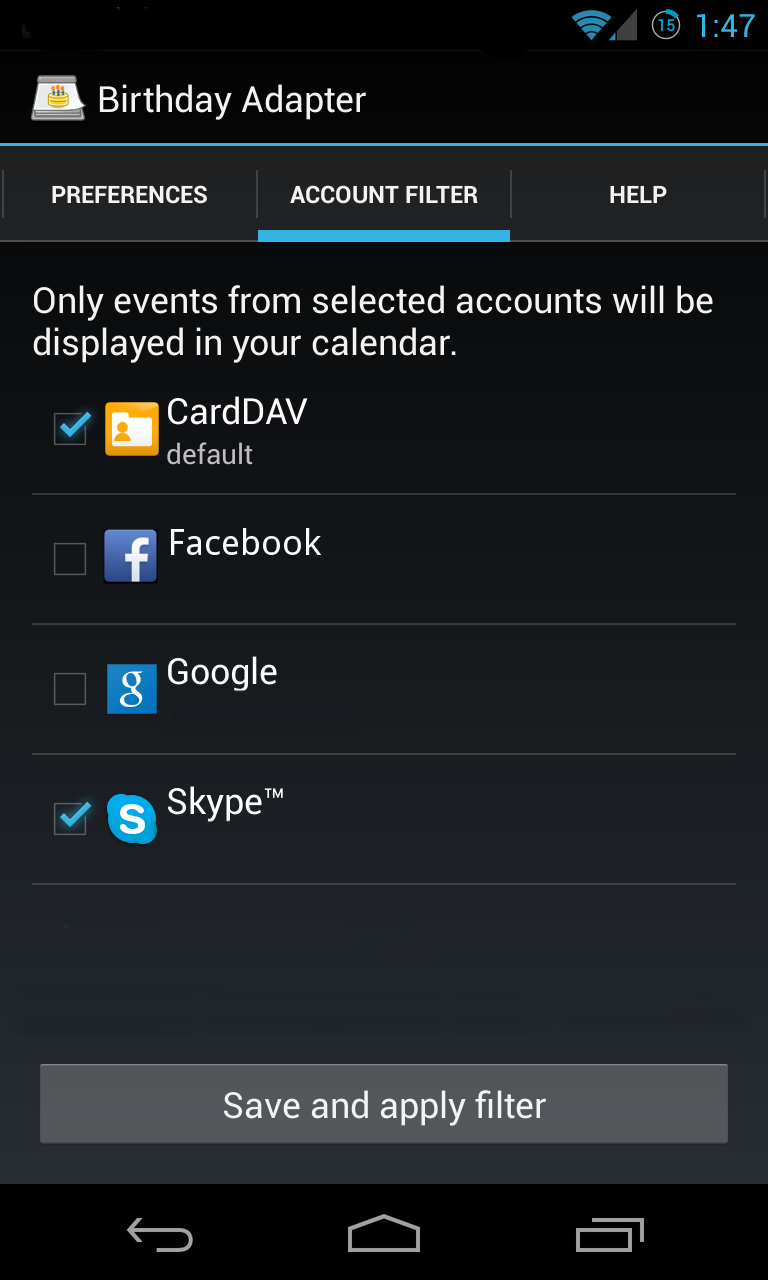 15 1:47
Birthday Adapter
PREFERENCES ACCOUNT FILTER HELP
Only events from selected accounts will be
displayed in your calendar.
CardDAV
default
f Facebook
g Google
S Skype™
Save and apply filter